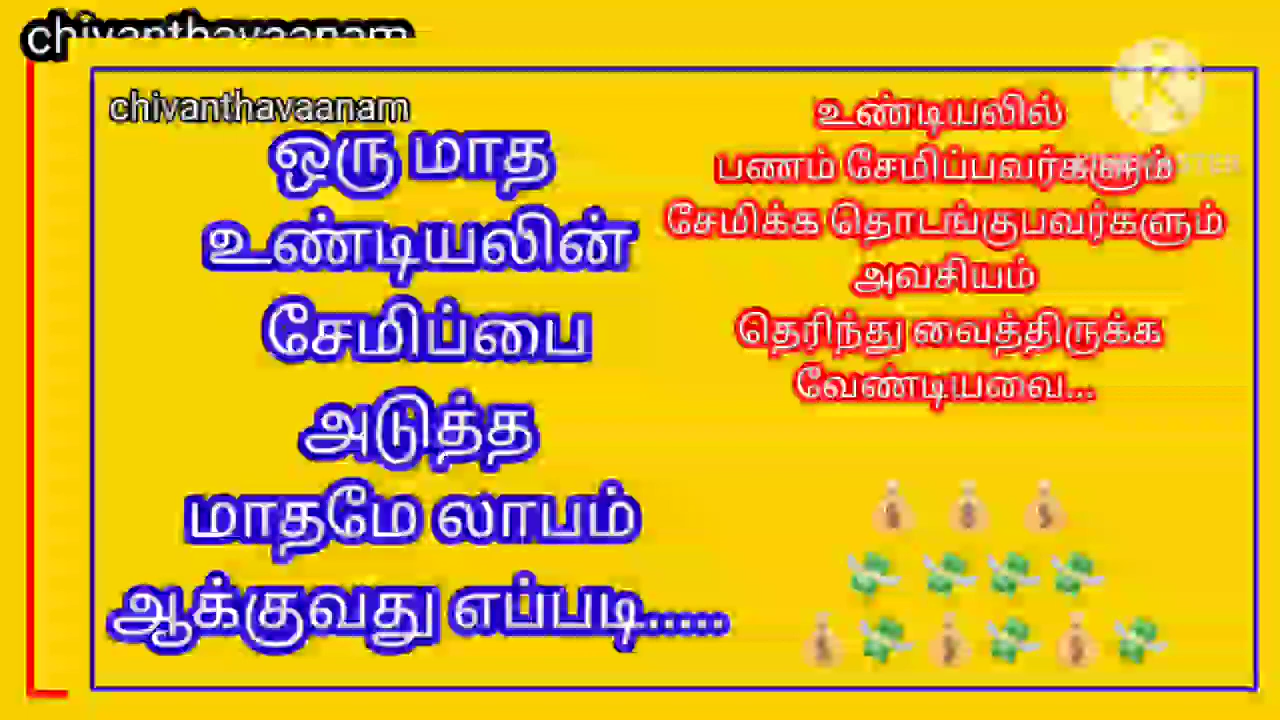 chivanthavaanam
chivanthavaanam
ஒரு மாத
உண்டியலின்
சேமிப்பை
அடுத்த
மாதமே லாபம்
ஆக்குவது எப்படி.....
உண்டியலில்
பணம் சேமிப்பவர்களும்
சேமிக்க தொடங்குபவர்களும்
அவசியம்
தெரிந்து வைத்திருக்க
வேண்டியவை...
K